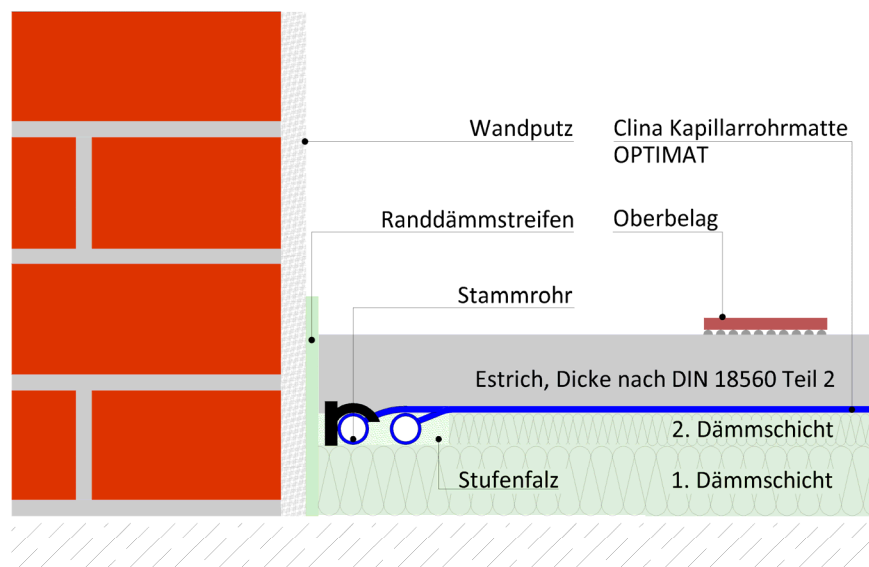 Wandputz
Clina Kapillarrohrmatte
OPTIMAT
Randdämmstreifen
Oberbelag
Stammrohr
Estrich, Dicke nach DIN 18560 Teil 2
2. Dämmschicht
Stufenfalz
1. Dämmschicht